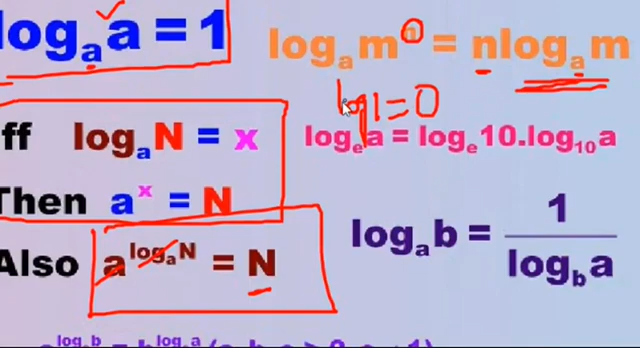 logₐa = 1
logₐmⁿ = nlogₐm
log1=0
Iff logₐN = x
logₑa = logₑ10.log₁₀a
Then aˣ = N
logₐb = 1/log_b a
Also a^(logₐN) = N